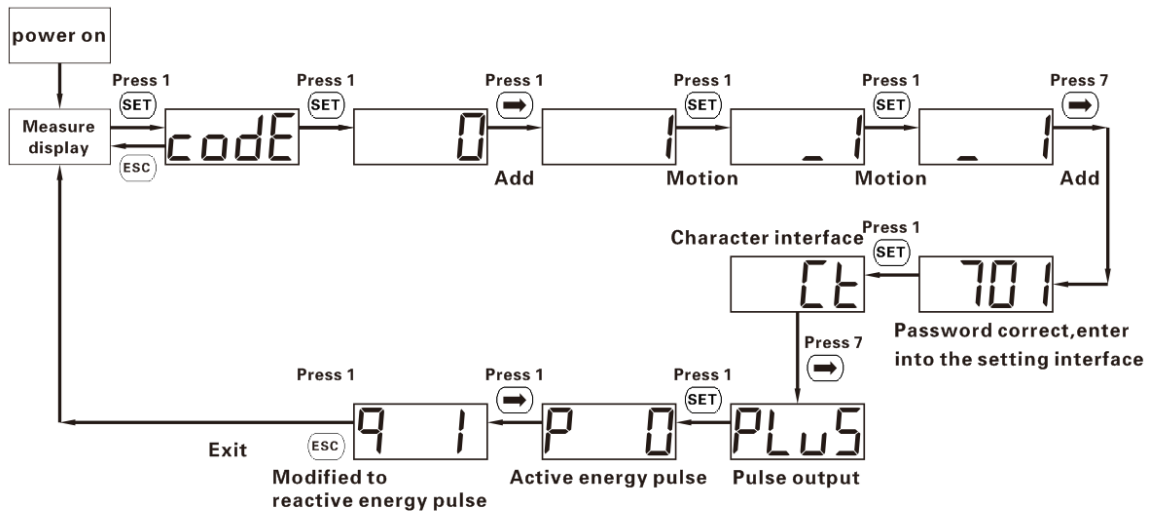 power on
Press 1
Press 1
Press 1
Press 1
Press 1
Press 7
SET
SET
SET
SET
Measure
display
codE
0
1
_1
_ 1
ESC
Add
Motion
Motion
Add
Character interface
Press 1
SET
Ct
701
Password correct,enter
into the setting interface
Press 7
Press 1
Press 1
Press 1
SET
q 1
P 0
PLuS
Exit
ESC
Modified to
reactive energy pulse
Active energy pulse
Pulse output